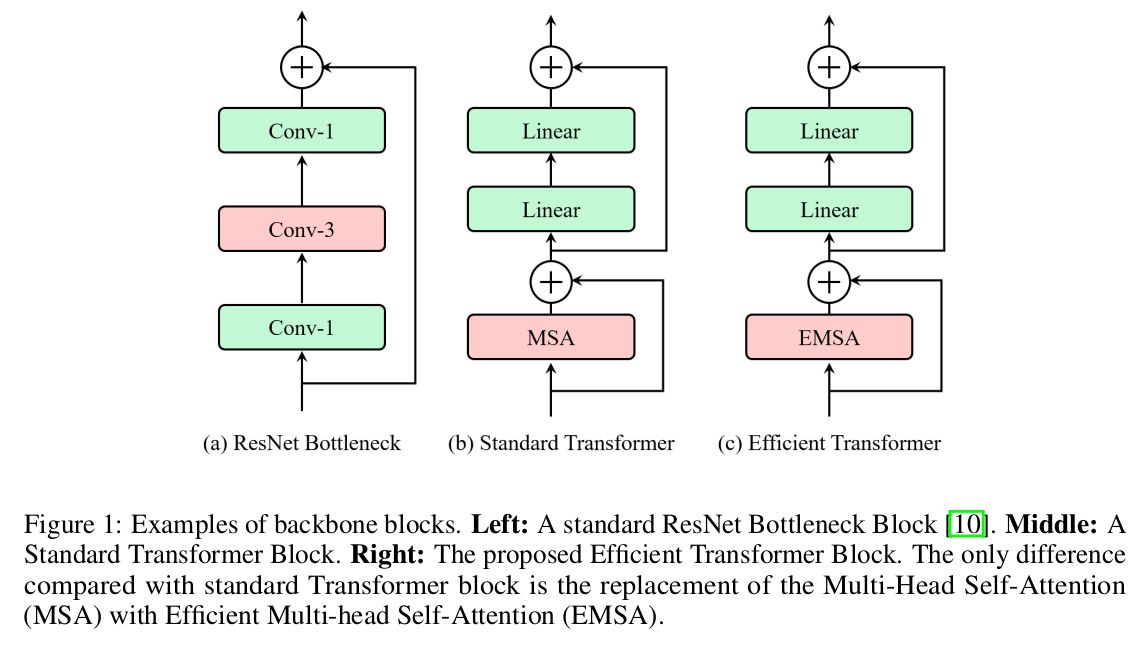 Conv-1
Conv-3
Conv-1
(a) ResNet Bottleneck
Linear
Linear
MSA
(b) Standard Transformer
Linear
Linear
EMSA
(c) Efficient Transformer
Figure 1: Examples of backbone blocks. Left: A standard ResNet Bottleneck Block [10]. Middle: A
Standard Transformer Block. Right: The proposed Efficient Transformer Block. The only difference
compared with standard Transformer block is the replacement of the Multi-Head Self-Attention
(MSA) with Efficient Multi-head Self-Attention (EMSA).